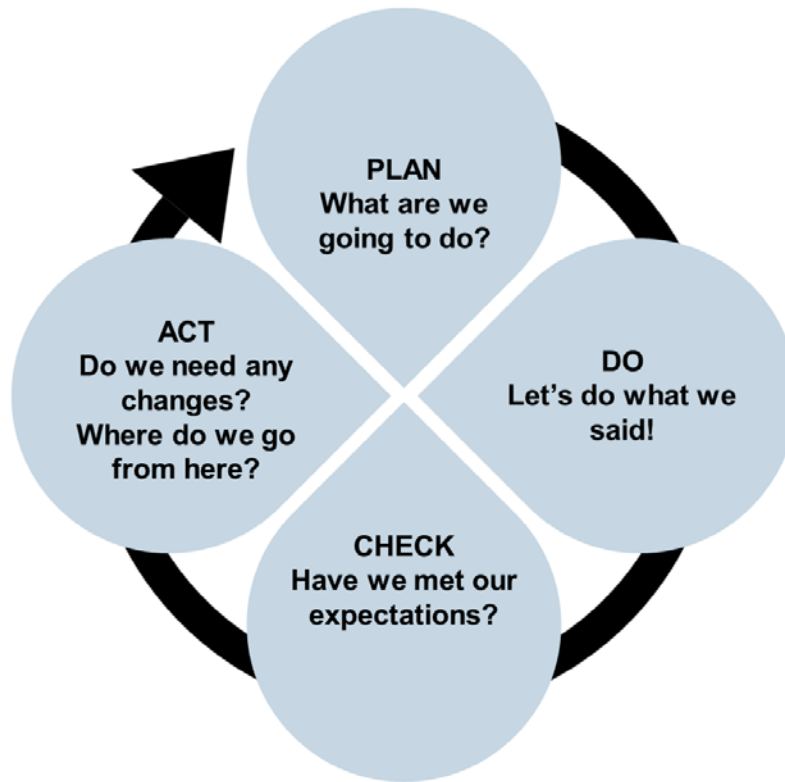 PLAN
What are we
going to do?
DO
Let’s do what we
said!
CHECK
Have we met our
expectations?
ACT
Do we need any
changes?
Where do we go
from here?